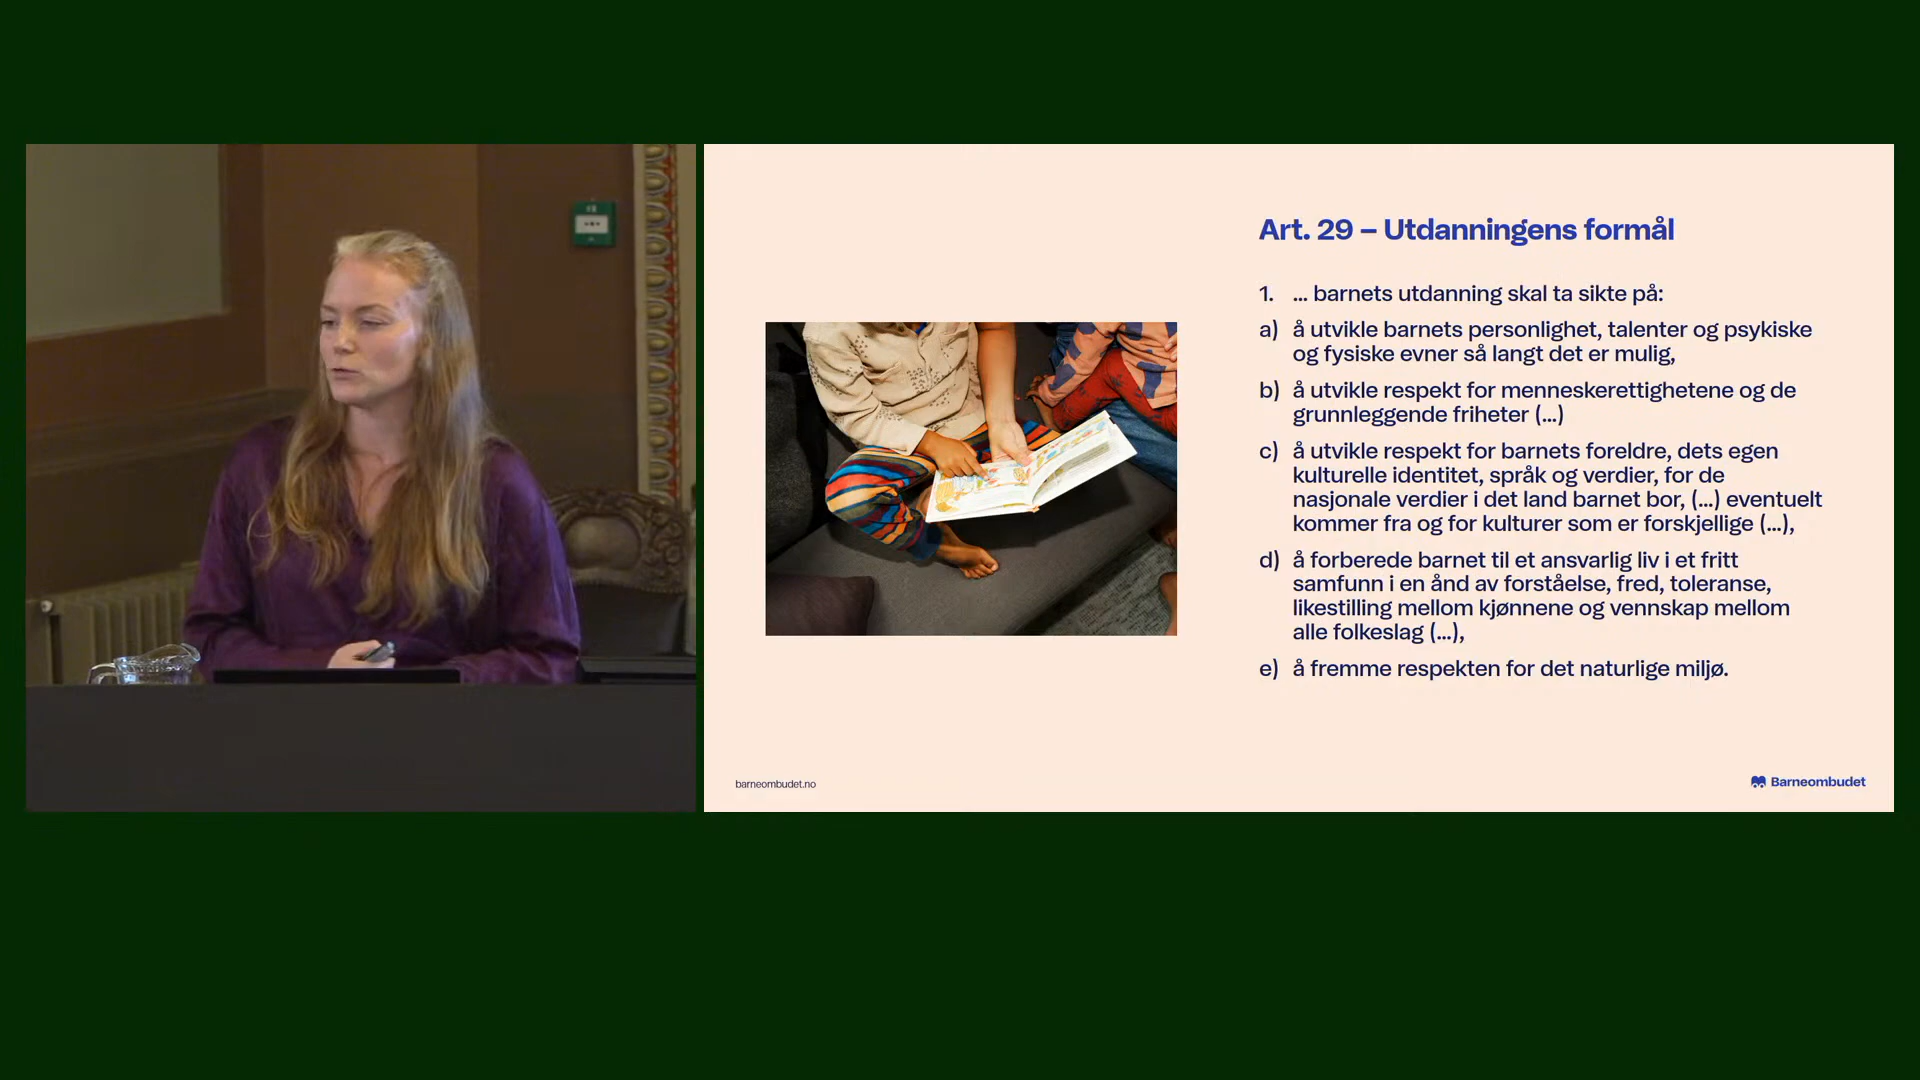 Art. 29 – Utdanningens formål
1. ... barnets utdanning skal ta sikte på:
a) å utvikle barnets personlighet, talenter og psykiske
og fysiske evner så langt det er mulig,
b) å utvikle respekt for menneskerettighetene og de
grunnleggende friheter (...)
c) å utvikle respekt for barnets foreldre, dets egen
kulturelle identitet, språk og verdier, for de
nasjonale verdier i det land barnet bor, (...) eventuelt
kommer fra og for kulturer som er forskjellige (...),
d) å forberede barnet til et ansvarlig liv i et fritt
samfunn i en ånd av forståelse, fred, toleranse,
likestilling mellom kjønnene og vennskap mellom
alle folkeslag (...),
e) å fremme respekten for det naturlige miljø.
barneombudet.no
Barneombudet